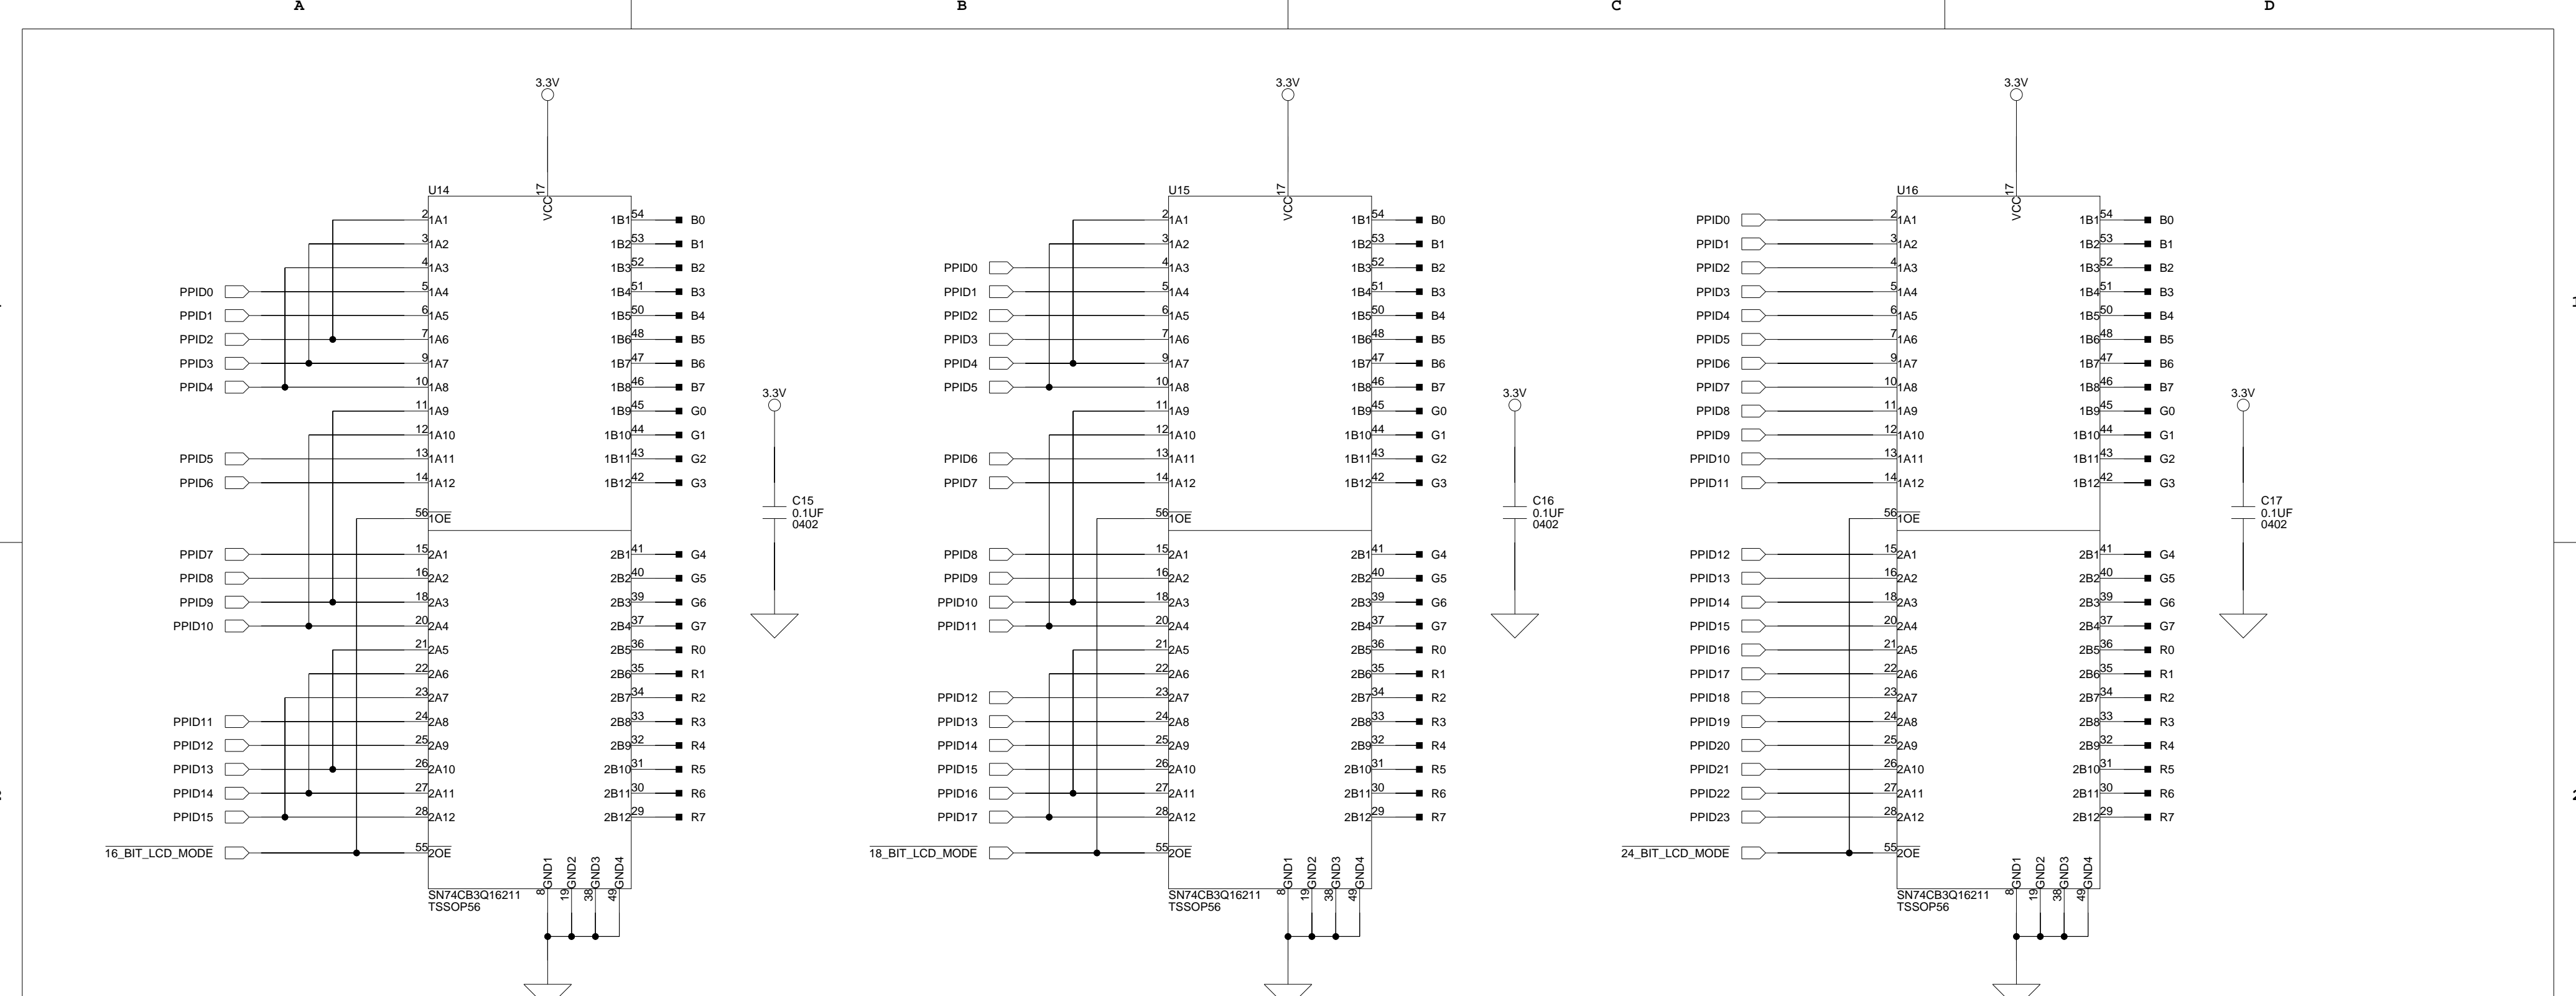 A B C D
3.3V
U14
17
VCC
2 1A1 1B1 54 B0
3 1A2 1B2 53 B1
4 1A3 1B3 52 B2
PPID0 5 1A4 1B4 51 B3
PPID1 6 1A5 1B5 50 B4
PPID2 7 1A6 1B6 48 B5
PPID3 9 1A7 1B7 47 B6
PPID4 10 1A8 1B8 46 B7
11 1A9 1B9 45 G0
12 1A10 1B10 44 G1
PPID5 13 1A11 1B11 43 G2
PPID6 14 1A12 1B12 42 G3
56 1OE
PPID7 15 2A1 2B1 41 G4
PPID8 16 2A2 2B2 40 G5
PPID9 18 2A3 2B3 39 G6
PPID10 20 2A4 2B4 37 G7
21 2A5 2B5 36 R0
22 2A6 2B6 35 R1
23 2A7 2B7 34 R2
PPID11 24 2A8 2B8 33 R3
PPID12 25 2A9 2B9 32 R4
PPID13 26 2A10 2B10 31 R5
PPID14 27 2A11 2B11 30 R6
PPID15 28 2A12 2B12 29 R7
16_BIT_LCD_MODE 55 2OE
8 GND1
19 GND2
38 GND3
49 GND4
SN74CB3Q16211
TSSOP56
3.3V
C15
0.1UF
0402
3.3V
U15
17
VCC
2 1A1 1B1 54 B0
3 1A2 1B2 53 B1
PPID0 4 1A3 1B3 52 B2
PPID1 5 1A4 1B4 51 B3
PPID2 6 1A5 1B5 50 B4
PPID3 7 1A6 1B6 48 B5
PPID4 9 1A7 1B7 47 B6
PPID5 10 1A8 1B8 46 B7
11 1A9 1B9 45 G0
12 1A10 1B10 44 G1
PPID6 13 1A11 1B11 43 G2
PPID7 14 1A12 1B12 42 G3
56 1OE
PPID8 15 2A1 2B1 41 G4
PPID9 16 2A2 2B2 40 G5
PPID10 18 2A3 2B3 39 G6
PPID11 20 2A4 2B4 37 G7
21 2A5 2B5 36 R0
22 2A6 2B6 35 R1
PPID12 23 2A7 2B7 34 R2
PPID13 24 2A8 2B8 33 R3
PPID14 25 2A9 2B9 32 R4
PPID15 26 2A10 2B10 31 R5
PPID16 27 2A11 2B11 30 R6
PPID17 28 2A12 2B12 29 R7
18_BIT_LCD_MODE 55 2OE
8 GND1
19 GND2
38 GND3
49 GND4
SN74CB3Q16211
TSSOP56
3.3V
C16
0.1UF
0402
3.3V
U16
17
VCC
PPID0 2 1A1 1B1 54 B0
PPID1 3 1A2 1B2 53 B1
PPID2 4 1A3 1B3 52 B2
PPID3 5 1A4 1B4 51 B3
PPID4 6 1A5 1B5 50 B4
PPID5 7 1A6 1B6 48 B5
PPID6 9 1A7 1B7 47 B6
PPID7 10 1A8 1B8 46 B7
PPID8 11 1A9 1B9 45 G0
PPID9 12 1A10 1B10 44 G1
PPID10 13 1A11 1B11 43 G2
PPID11 14 1A12 1B12 42 G3
56 1OE
PPID12 15 2A1 2B1 41 G4
PPID13 16 2A2 2B2 40 G5
PPID14 18 2A3 2B3 39 G6
PPID15 20 2A4 2B4 37 G7
PPID16 21 2A5 2B5 36 R0
PPID17 22 2A6 2B6 35 R1
PPID18 23 2A7 2B7 34 R2
PPID19 24 2A8 2B8 33 R3
PPID20 25 2A9 2B9 32 R4
PPID21 26 2A10 2B10 31 R5
PPID22 27 2A11 2B11 30 R6
PPID23 28 2A12 2B12 29 R7
24_BIT_LCD_MODE 55 2OE
8 GND1
19 GND2
38 GND3
49 GND4
SN74CB3Q16211
TSSOP56
3.3V
C17
0.1UF
0402